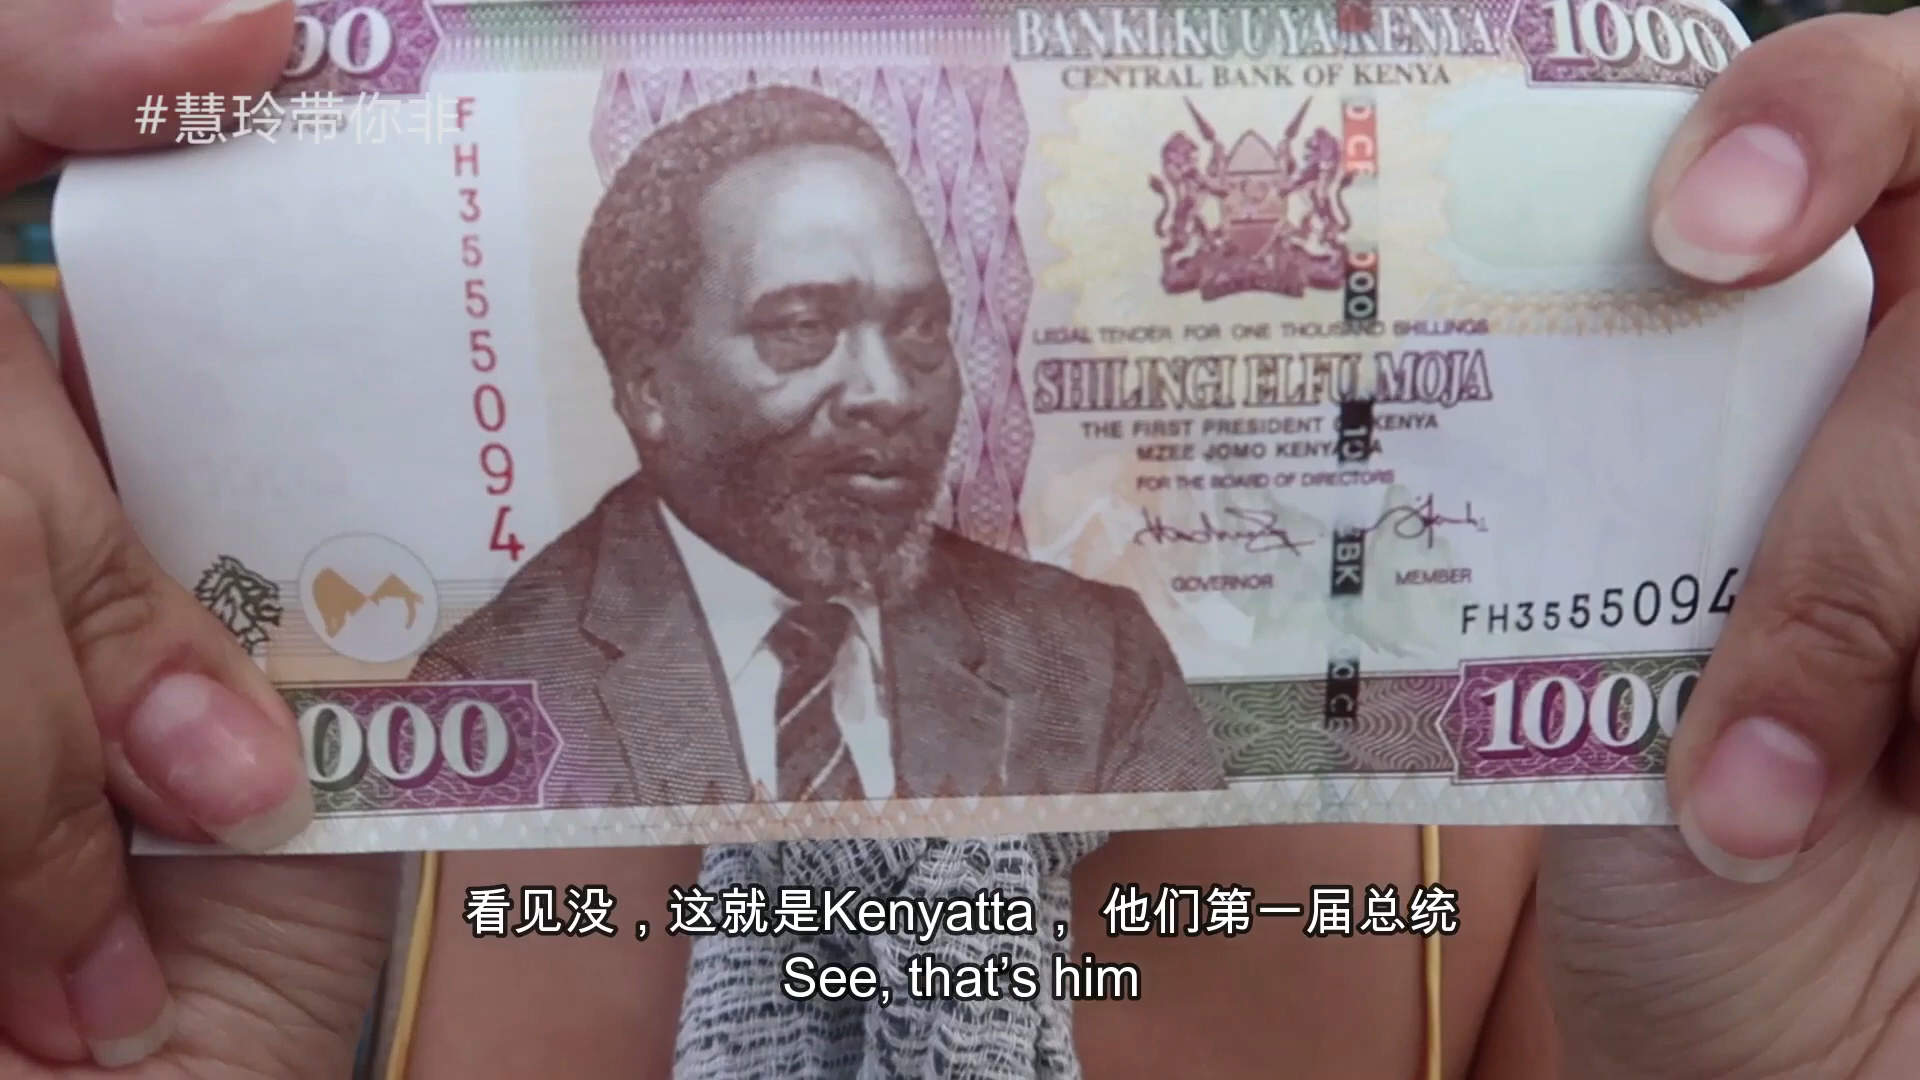 00
BANKI KUU YA KENYA
1000
CENTRAL BANK OF KENYA
#慧玲带你非
FH3555094
LEGAL TENDER FOR ONE THOUSAND SHILLINGS
SHILINGI ELFU MOJA
THE FIRST PRESIDENT OF KENYA
MZEE JOMO KENYATTA
FOR THE BOARD OF DIRECTORS
GOVERNOR
MEMBER
FH3555094
000
1000
看见没，这就是Kenyatta， 他们第一届总统
See, that's him